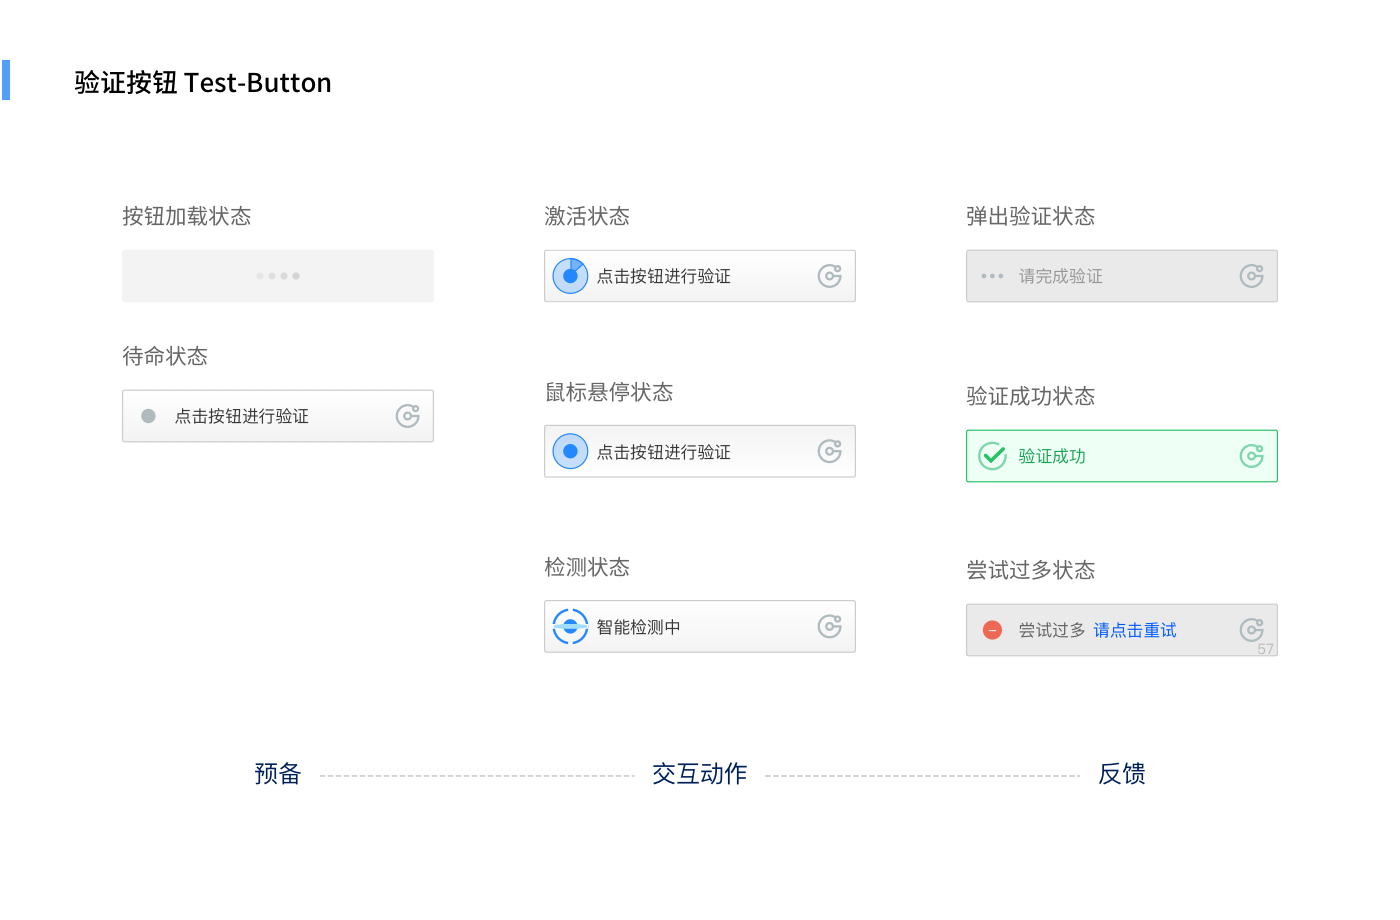 验证按钮 Test-Button
按钮加载状态
待命状态
点击按钮进行验证
激活状态
点击按钮进行验证
鼠标悬停状态
点击按钮进行验证
检测状态
智能检测中
弹出验证状态
请完成验证
验证成功状态
验证成功
尝试过多状态
尝试过多 请点击重试
57
预备
交互动作
反馈